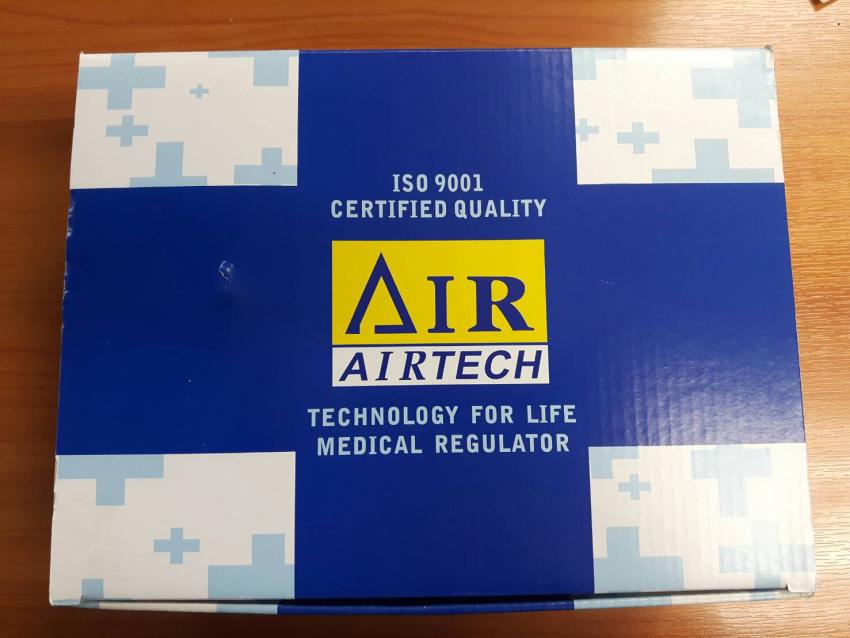 ISO 9001
CERTIFIED QUALITY
AIR
AIRTECH
TECHNOLOGY FOR LIFE
MEDICAL REGULATOR